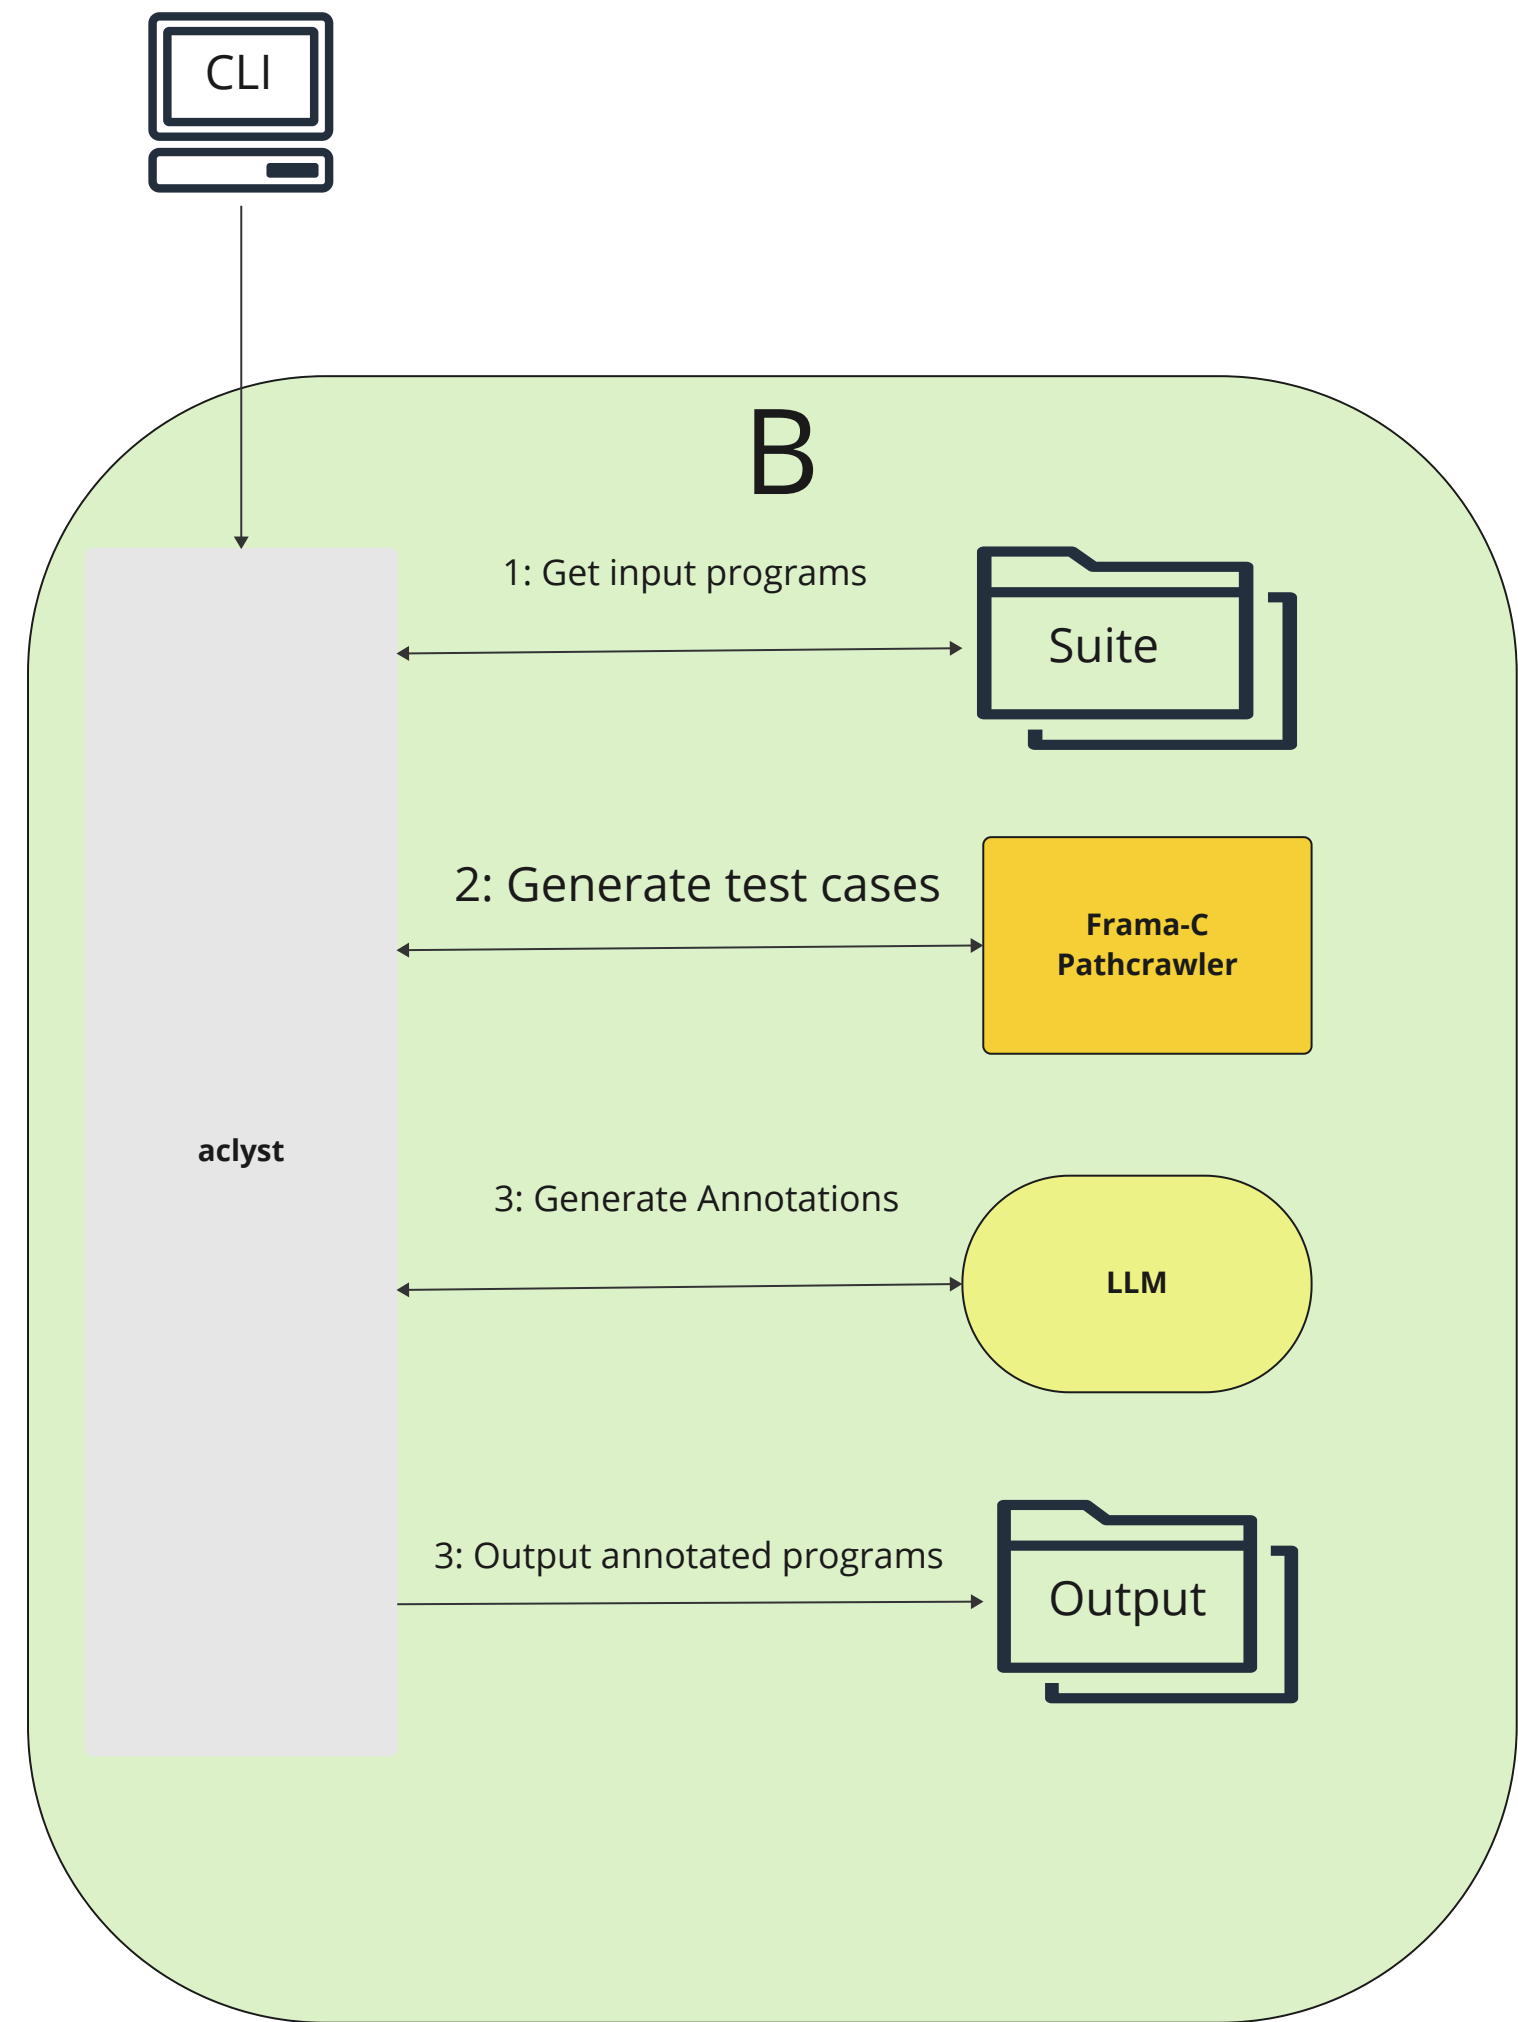 CLI
B
1: Get input programs
Suite
2: Generate test cases
Frama-C
Pathcrawler
aclyst
3: Generate Annotations
LLM
3: Output annotated programs
Output